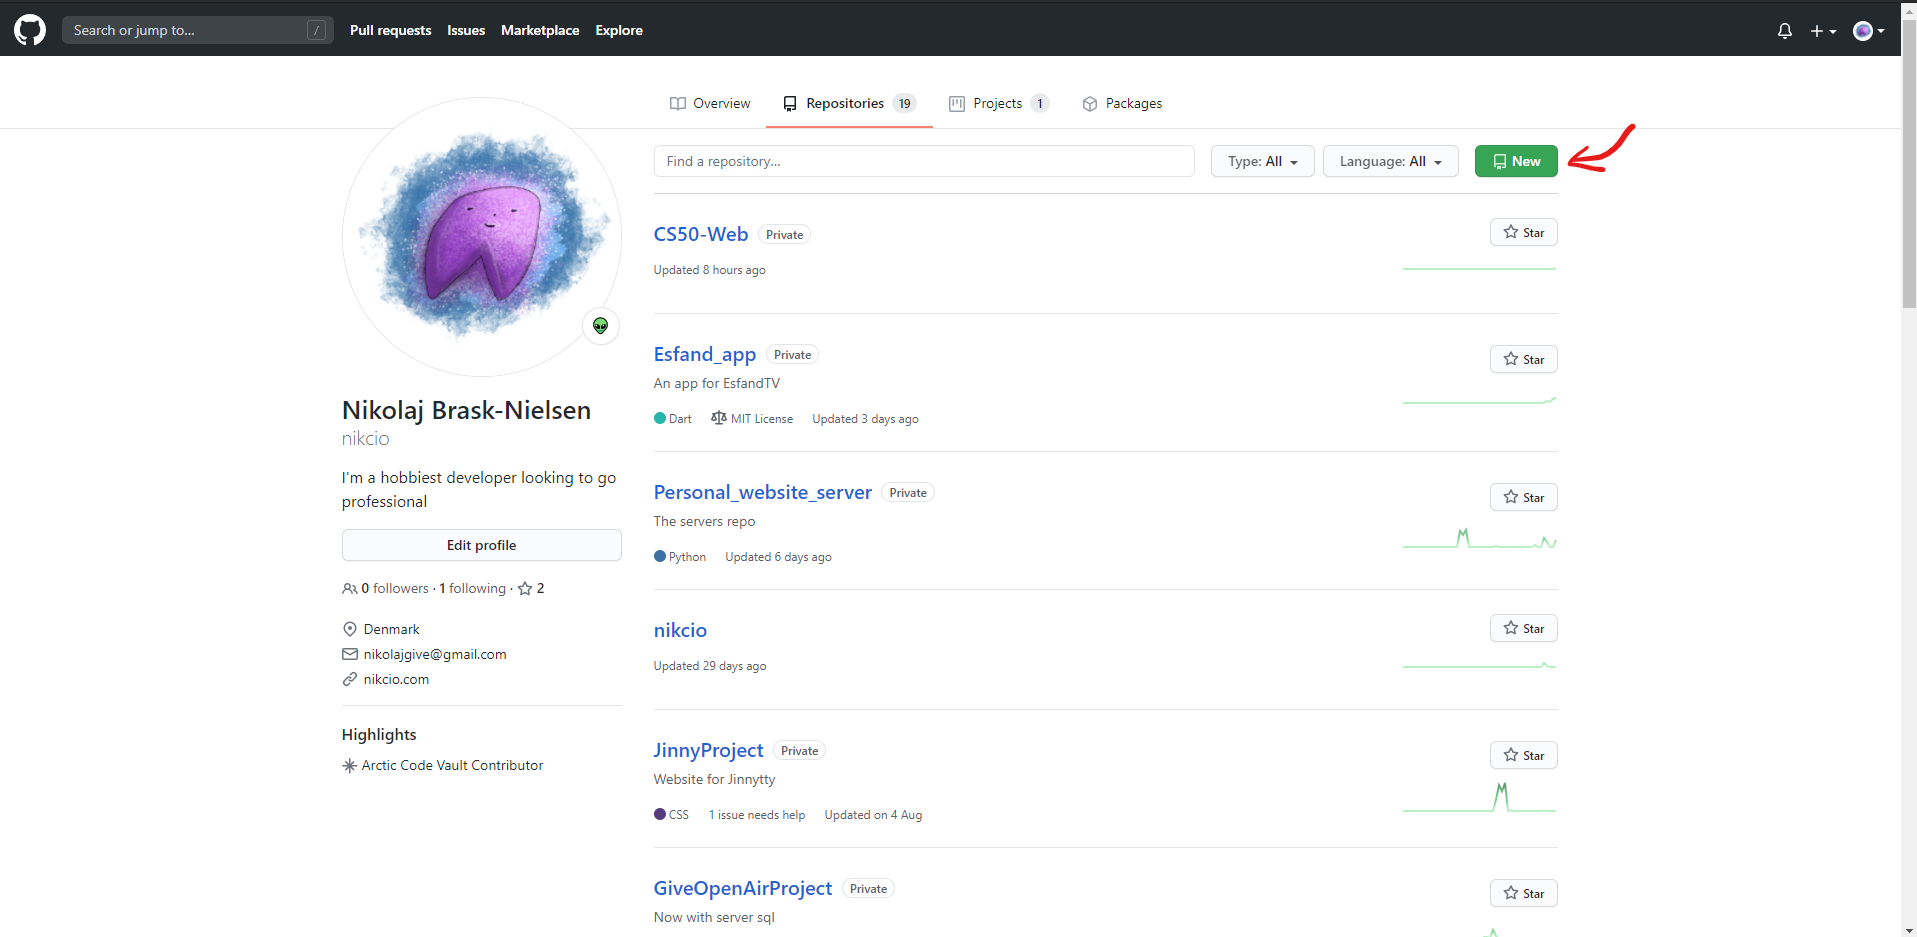 Search or jump to... /
Pull requests Issues Marketplace Explore
Overview Repositories 19 Projects 1 Packages
Find a repository... Type: All Language: All New
Nikolaj Brask-Nielsen
nikcio
I'm a hobbiest developer looking to go
professional
Edit profile
0 followers · 1 following · 2
Denmark
nikolajgive@gmail.com
nikcio.com
Highlights
Arctic Code Vault Contributor
CS50-Web Private Star
Updated 8 hours ago
Esfand_app Private Star
An app for EsfandTV
Dart MIT License Updated 3 days ago
Personal_website_server Private Star
The servers repo
Python Updated 6 days ago
nikcio Star
Updated 29 days ago
JinnyProject Private Star
Website for Jinnytty
CSS 1 issue needs help Updated on 4 Aug
GiveOpenAirProject Private Star
Now with server sql